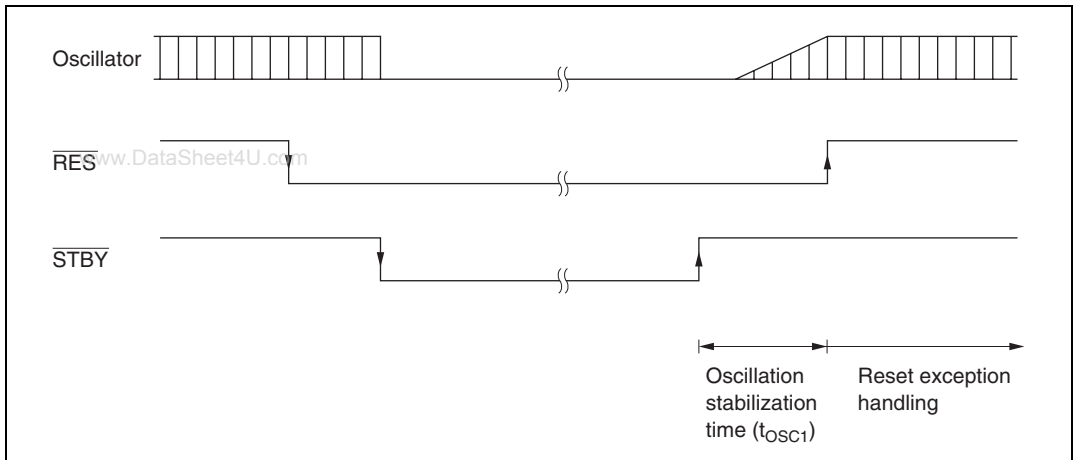 Oscillator
RES
www.DataSheet4U.com
STBY
Oscillation
stabilization
time (tOSC1)
Reset exception
handling